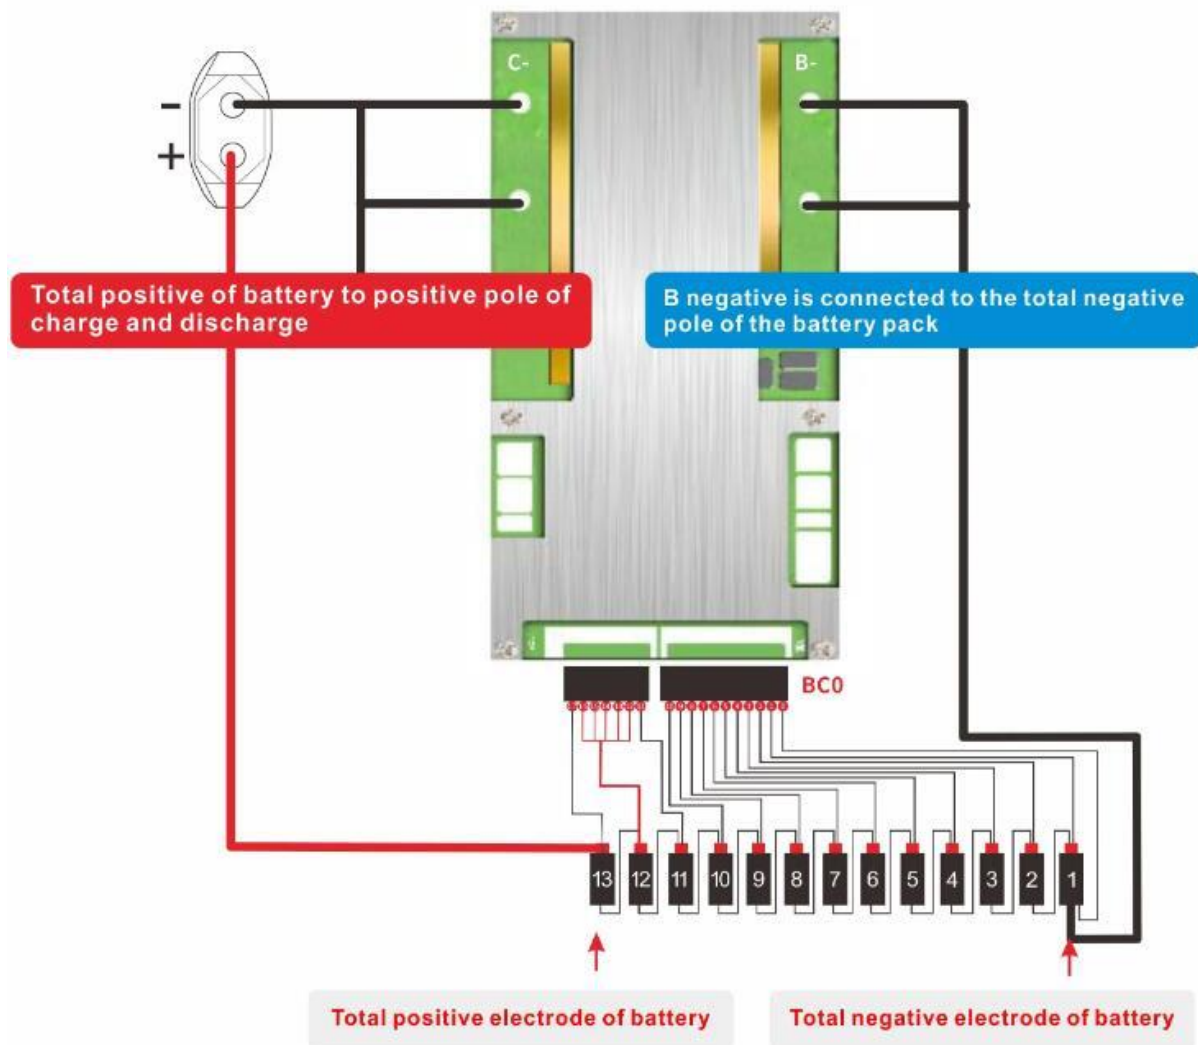 C-
B-
-
+
Total positive of battery to positive pole of
charge and discharge
B negative is connected to the total negative
pole of the battery pack
BC0
13
12
11
10
9
8
7
6
5
4
3
2
1
Total positive electrode of battery
Total negative electrode of battery